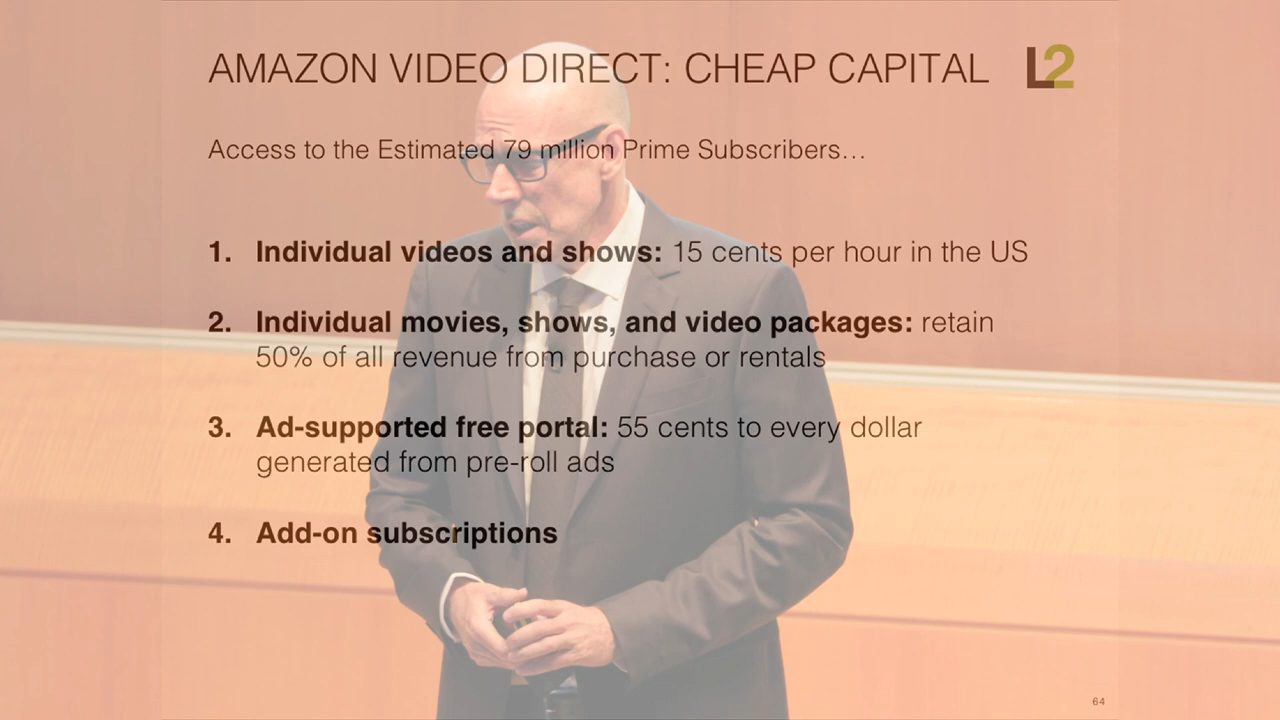 AMAZON VIDEO DIRECT: CHEAP CAPITAL
L2
Access to the Estimated 79 million Prime Subscribers…
1. Individual videos and shows: 15 cents per hour in the US
2. Individual movies, shows, and video packages: retain
50% of all revenue from purchase or rentals
3. Ad-supported free portal: 55 cents to every dollar
generated from pre-roll ads
4. Add-on subscriptions
64